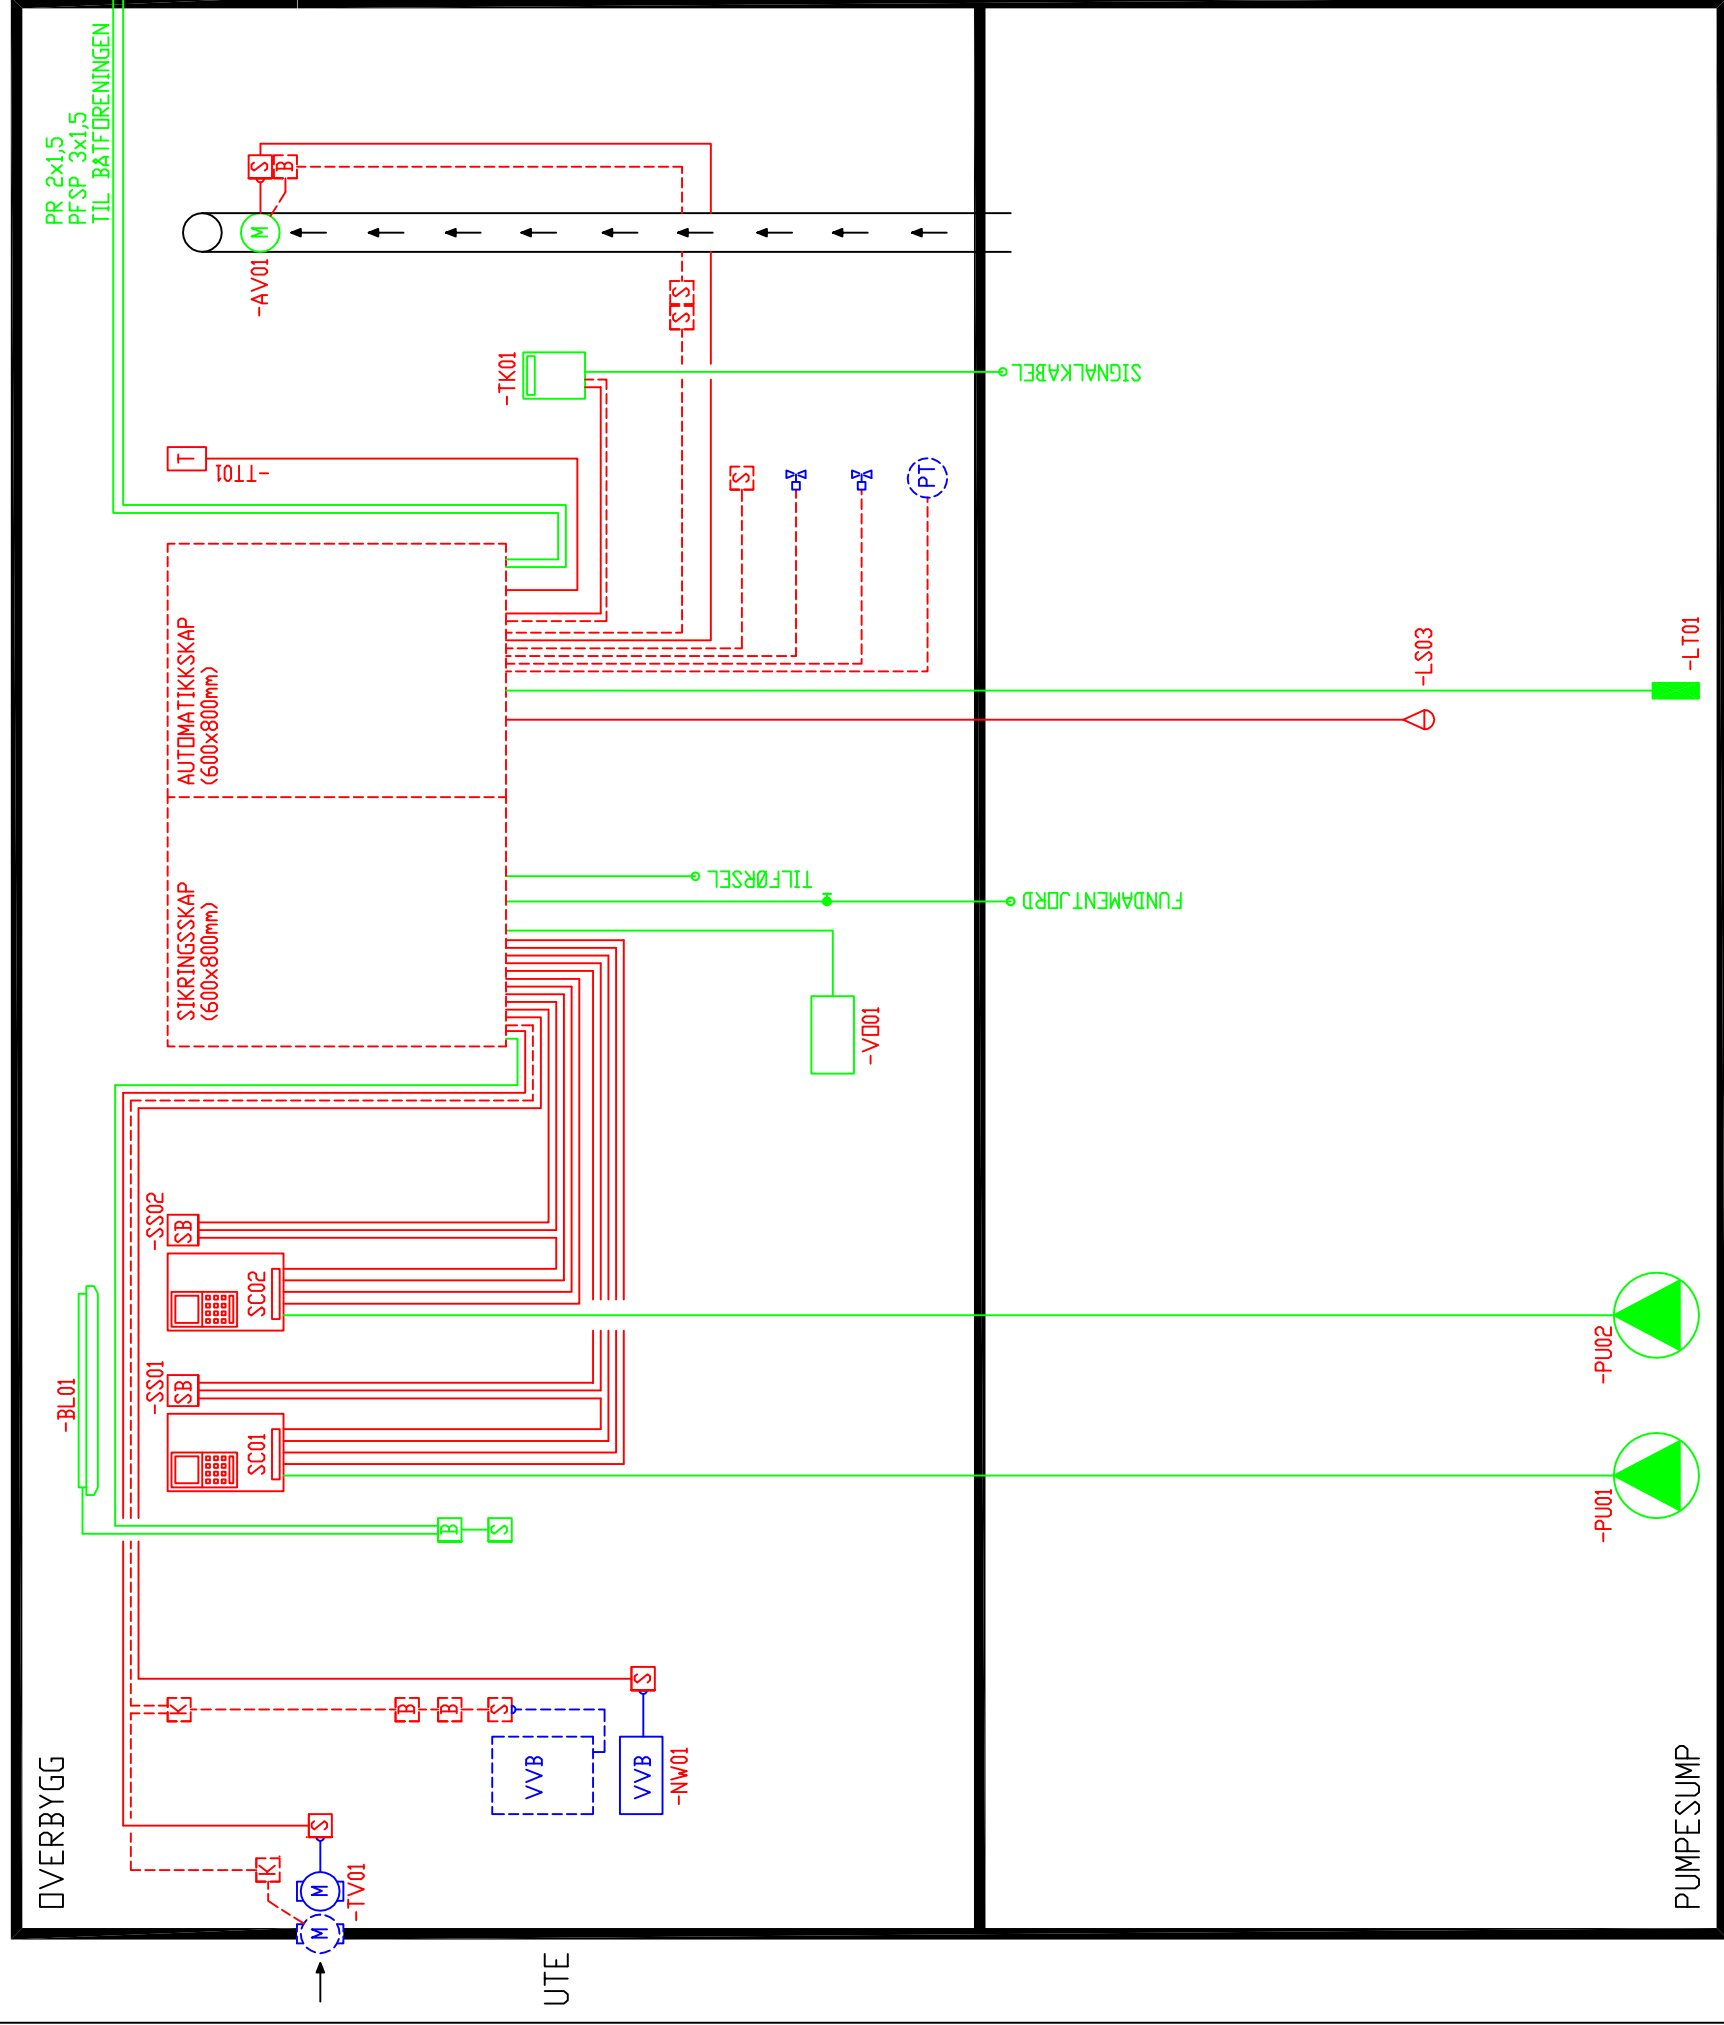 OVERBYGG
PR 2x1,5
PFSP 3x1,5
TIL BÅTFORENINGEN
-BL01
-SS01
SB
SC01
-SS02
SB
SC02
SIKRINGSSKAP
(600x800mm)
AUTOMATIKKSKAP
(600x800mm)
T
-TT01
S
B
M
-AV01
-TK01
S
S
SIGNALKABEL
S
PT
TILFØRSEL
FUNDAMENTJORD
-VO01
B
S
K
B
B
S
VVB
S
VVB
-NW01
S
K
M
M
-TV01
UTE
-LS03
-LT01
-PU01
-PU02
PUMPESUMP